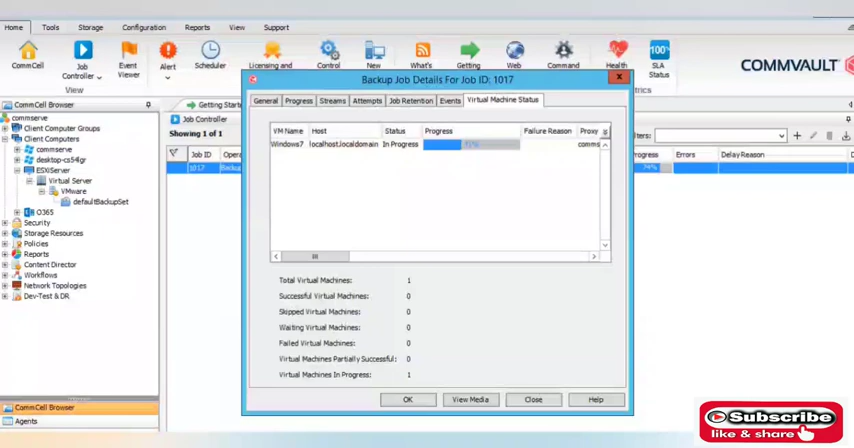 Home Tools Storage Configuration Reports View Support
CommCell Job Controller Event Viewer Alert Scheduler Licensing and Control New What's Getting Web Command Health SLA Status
View
COMMVAULT
CommCell Browser
commserve
Client Computer Groups
Client Computers
commserve
desktop-cs54lgr
ESXiServer
Virtual Server
VMware
defaultBackupSet
O365
Security
Storage Resources
Policies
Reports
Content Director
Workflows
Network Topologies
Dev-Test & DR
CommCell Browser
Agents
Getting Starte
Job Controller
Showing 1 of 1
Job ID Opera
1017 Backup
Filters:
Progress Errors Delay Reason
Backup Job Details For Job ID: 1017
General Progress Streams Attempts Job Retention Events Virtual Machine Status
VM Name Host Status Progress Failure Reason Proxy
Windows7 localhost.localdomain In Progress comms
Total Virtual Machines: 1
Successful Virtual Machines: 0
Skipped Virtual Machines: 0
Waiting Virtual Machines: 0
Failed Virtual Machines: 0
Virtual Machines Partially Successful: 0
Virtual Machines In Progress: 1
OK View Media Close Help
Subscribe
like & share